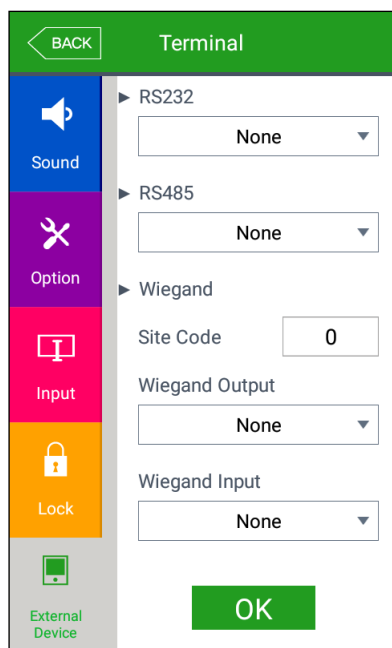 BACK
Terminal
Sound
Option
Input
Lock
External
Device
► RS232
None
► RS485
None
► Wiegand
Site Code 0
Wiegand Output
None
Wiegand Input
None
OK